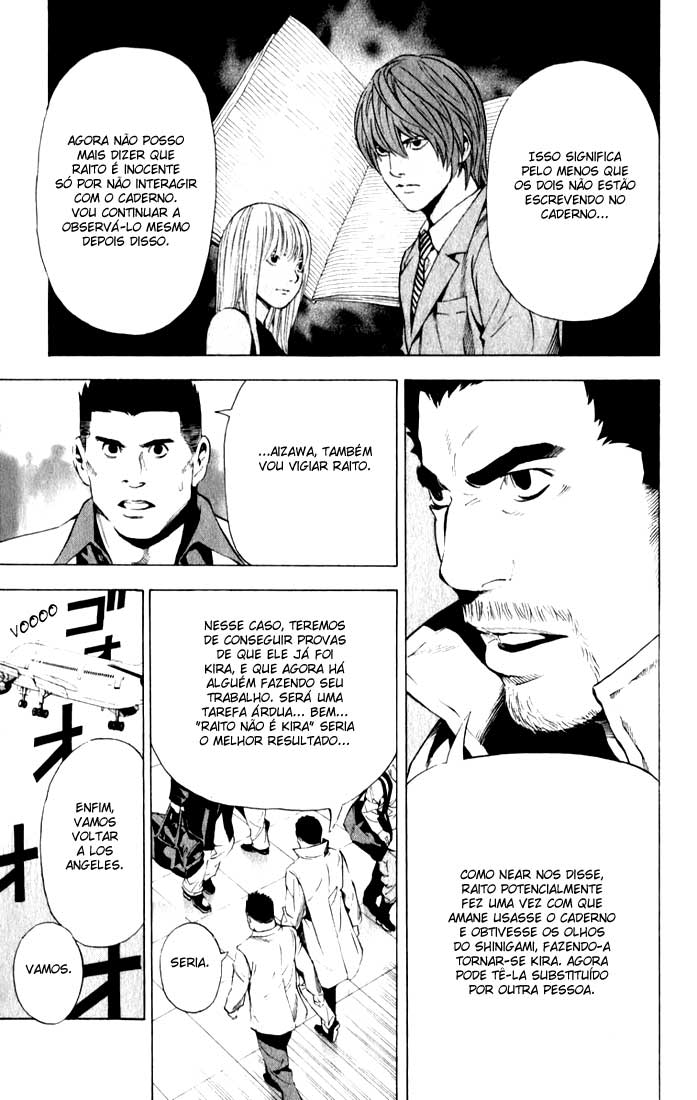 ISSO SIGNIFICA
PELO MENOS QUE
OS DOIS NÃO ESTÃO
ESCREVENDO NO
CADERNO...
AGORA NÃO POSSO
MAIS DIZER QUE
RAITO É INOCENTE
SÓ POR NÃO INTERAGIR
COM O CADERNO.
VOU CONTINUAR A
OBSERVÁ-LO MESMO
DEPOIS DISSO.
COMO NEAR NOS DISSE,
RAITO POTENCIALMENTE
FEZ UMA VEZ COM QUE
AMANE USASSE O CADERNO
E OBTIVESSE OS OLHOS
DO SHINIGAMI, FAZENDO-A
TORNAR-SE KIRA. AGORA
PODE TÊ-LA SUBSTITUÍDO
POR OUTRA PESSOA.
...AIZAWA, TAMBÉM
VOU VIGIAR RAITO.
NESSE CASO, TEREMOS
DE CONSEGUIR PROVAS
DE QUE ELE JÁ FOI
KIRA, E QUE AGORA HÁ
ALGUÉM FAZENDO SEU
TRABALHO. SERÁ UMA
TAREFA ÁRDUA... BEM...
"RAITO NÃO É KIRA" SERIA
O MELHOR RESULTADO...
SERIA.
VOOOO
ゴオオオ
ENFIM,
VAMOS
VOLTAR
A LOS
ANGELES.
VAMOS.